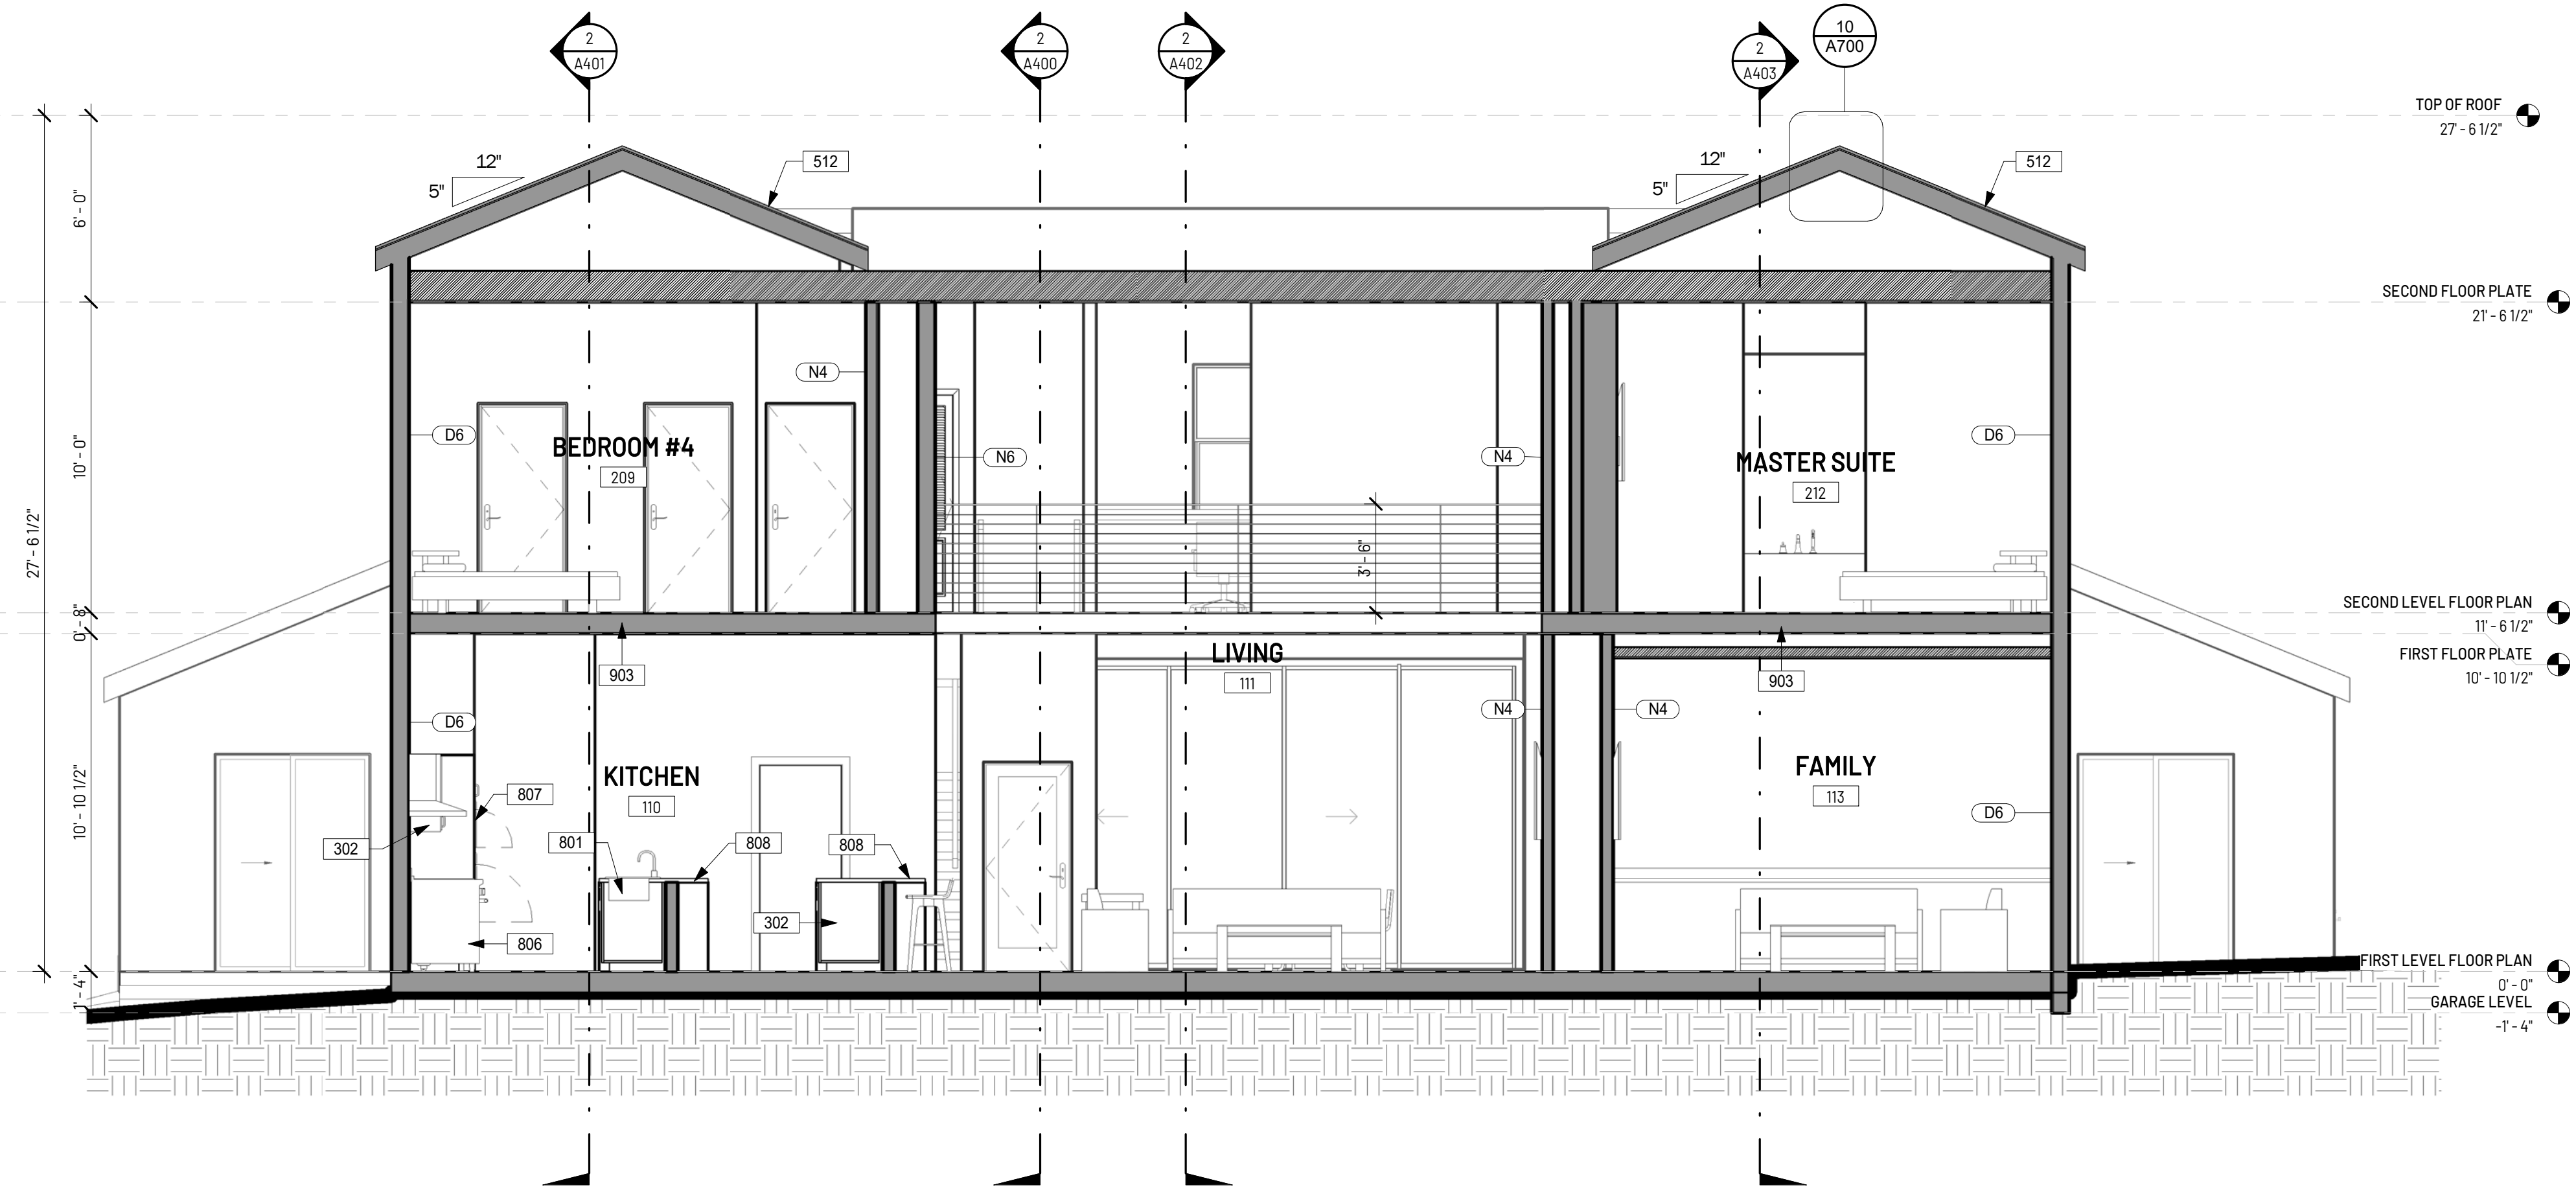 2
A401
2
A400
2
A402
2
A403
10
A700
TOP OF ROOF
27' - 6 1/2"
12"
5"
512
12"
5"
512
6' - 0"
SECOND FLOOR PLATE
21' - 6 1/2"
N4
D6
BEDROOM #4
209
N6
N4
MASTER SUITE
212
D6
10' - 0"
27' - 6 1/2"
3' - 6"
SECOND LEVEL FLOOR PLAN
11' - 6 1/2"
0' - 8"
FIRST FLOOR PLATE
10' - 10 1/2"
903
LIVING
111
903
D6
N4
N4
KITCHEN
110
FAMILY
113
D6
10' - 10 1/2"
807
302
801
808
808
302
806
FIRST LEVEL FLOOR PLAN
0' - 0"
GARAGE LEVEL
-1' - 4"
1' - 4"